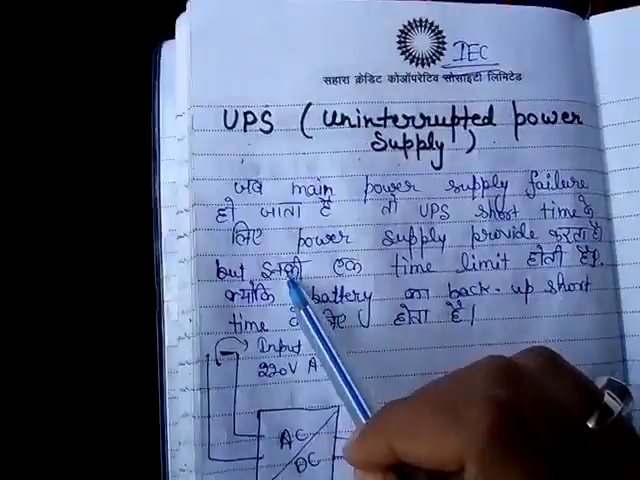 IEC
सहारा क्रेडिट कोऑपरेटिव सोसाइटी लिमिटेड
UPS ( Uninterrupted power
Supply )
जब main power supply failure
हो जाता है तो UPS short time के
लिए power supply provide करता है
but इनकी एक time limit होती है।
क्योंकि battery का back-up short
time के लिए होता है।
Input
220V A
AC
DC